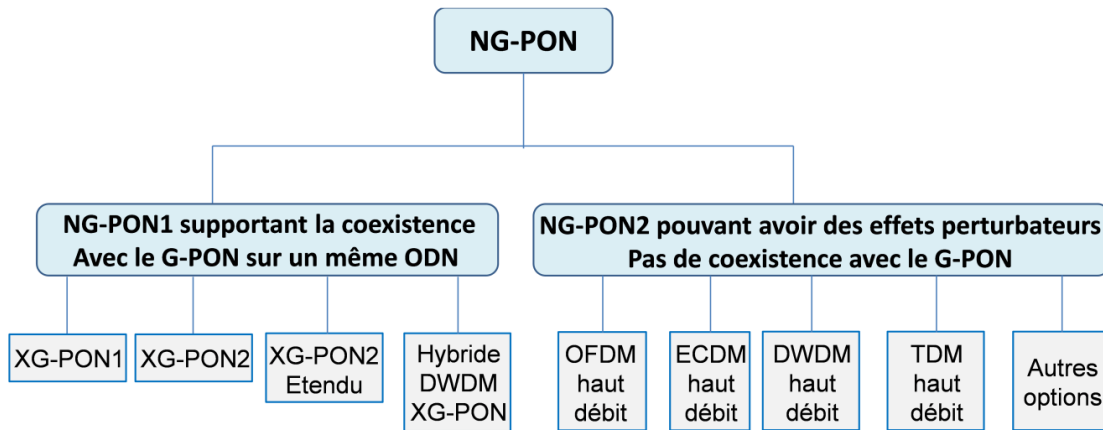 NG-PON
NG-PON1 supportant la coexistence
Avec le G-PON sur un même ODN
NG-PON2 pouvant avoir des effets perturbateurs
Pas de coexistence avec le G-PON
XG-PON1
XG-PON2
XG-PON2
Etendu
Hybride
DWDM
XG-PON
OFDM
haut
débit
ECDM
haut
débit
DWDM
haut
débit
TDM
haut
débit
Autres
options